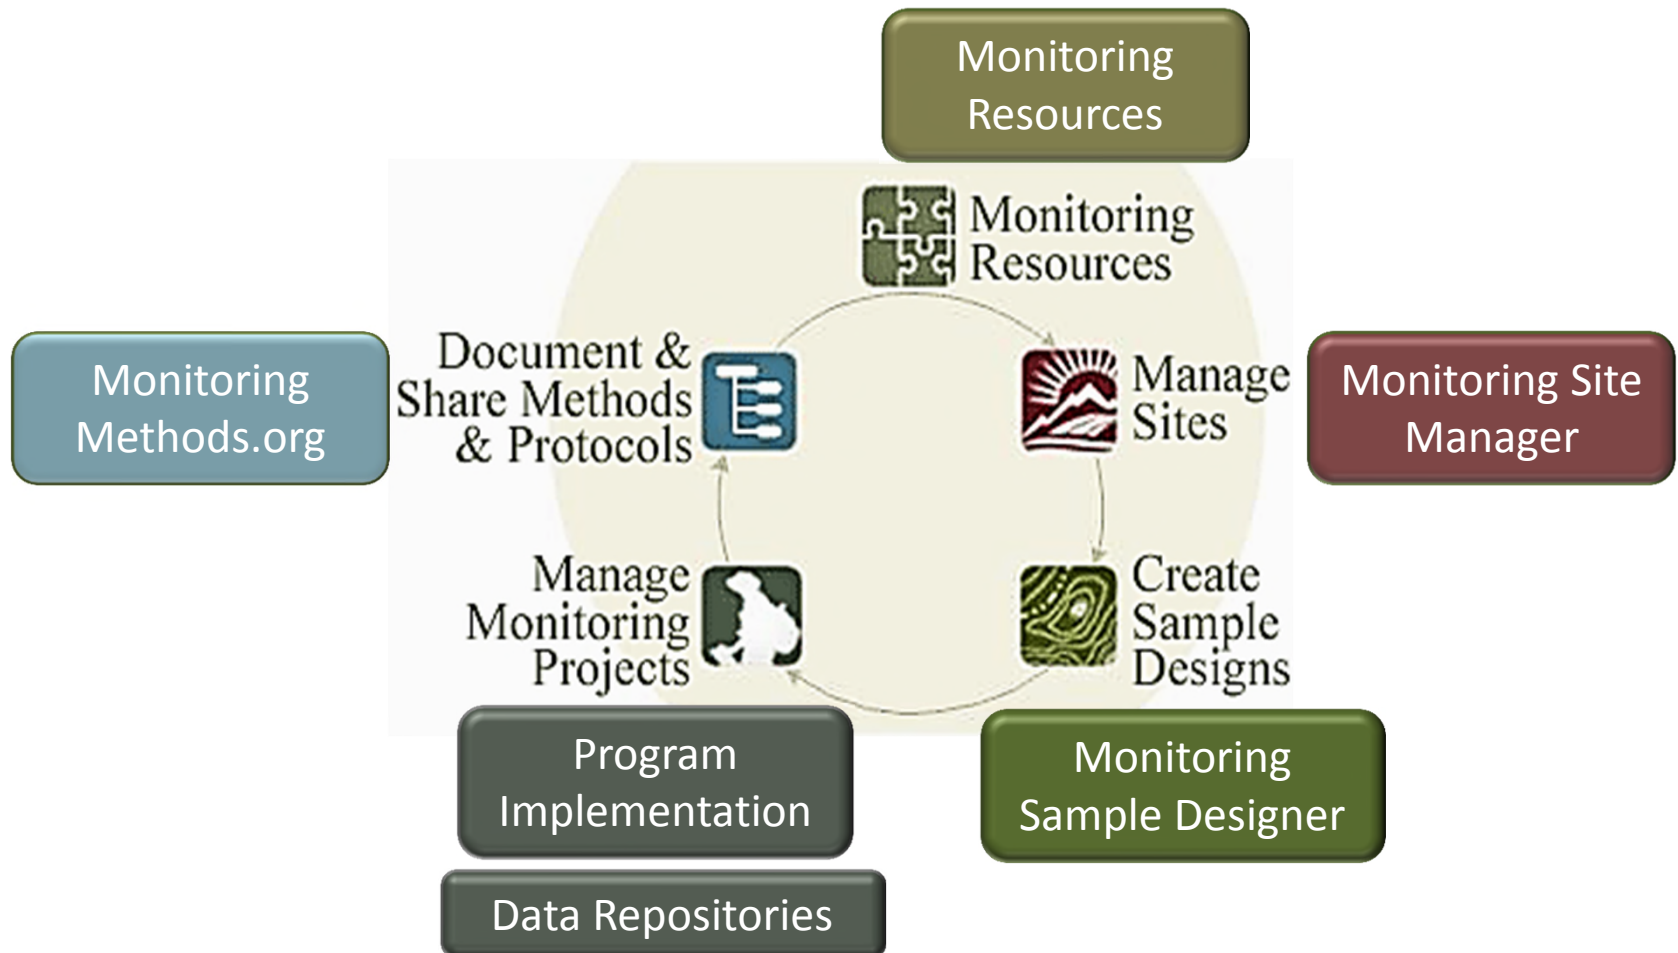 Monitoring
Resources
Monitoring
Resources
Document &
Share Methods
& Protocols
Monitoring
Methods.org
Manage
Sites
Monitoring Site
Manager
Manage
Monitoring
Projects
Create
Sample
Designs
Program
Implementation
Monitoring
Sample Designer
Data Repositories